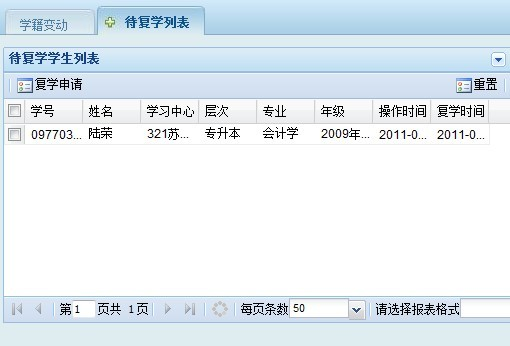 学籍变动 待复学列表
待复学学生列表
复学申请 重置
学号 姓名 学习中心 层次 专业 年级 操作时间 复学时间
097703... 陆荣 321苏... 专升本 会计学 2009年... 2011-0... 2011-0...
第 1 页共 1 页 每页条数 50 请选择报表格式